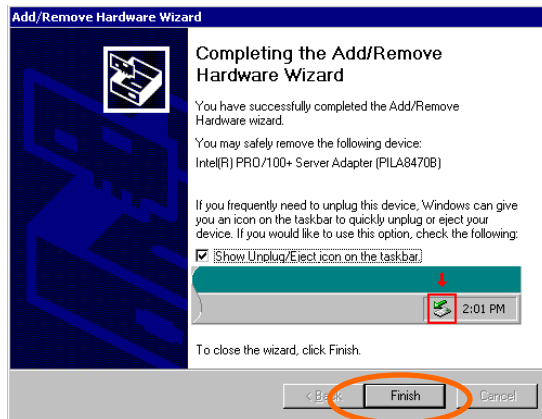 Add/Remove Hardware Wizard
Completing the Add/Remove
Hardware Wizard
You have successfully completed the Add/Remove
Hardware wizard.
You may safely remove the following device:
Intel(R) PRO/100+ Server Adapter (PILA8470B)
If you frequently need to unplug this device, Windows can give
you an icon on the taskbar to quickly unplug or eject your
device. If you would like to use this option, check the following:
Show Unplug/Eject icon on the taskbar.
2:01 PM
To close the wizard, click Finish.
< Back Finish Cancel